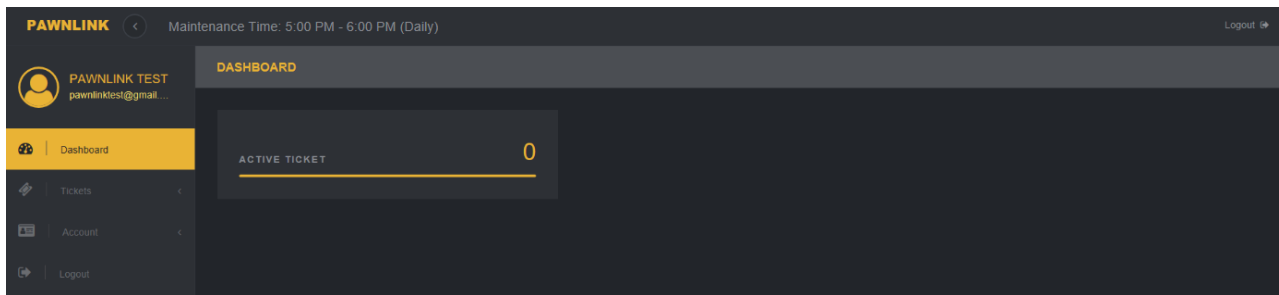 PAWNLINK
Maintenance Time: 5:00 PM - 6:00 PM (Daily)
Logout
PAWNLINK TEST
pawnlinktest@gmail....
DASHBOARD
Dashboard
ACTIVE TICKET
0
Tickets
Account
Logout